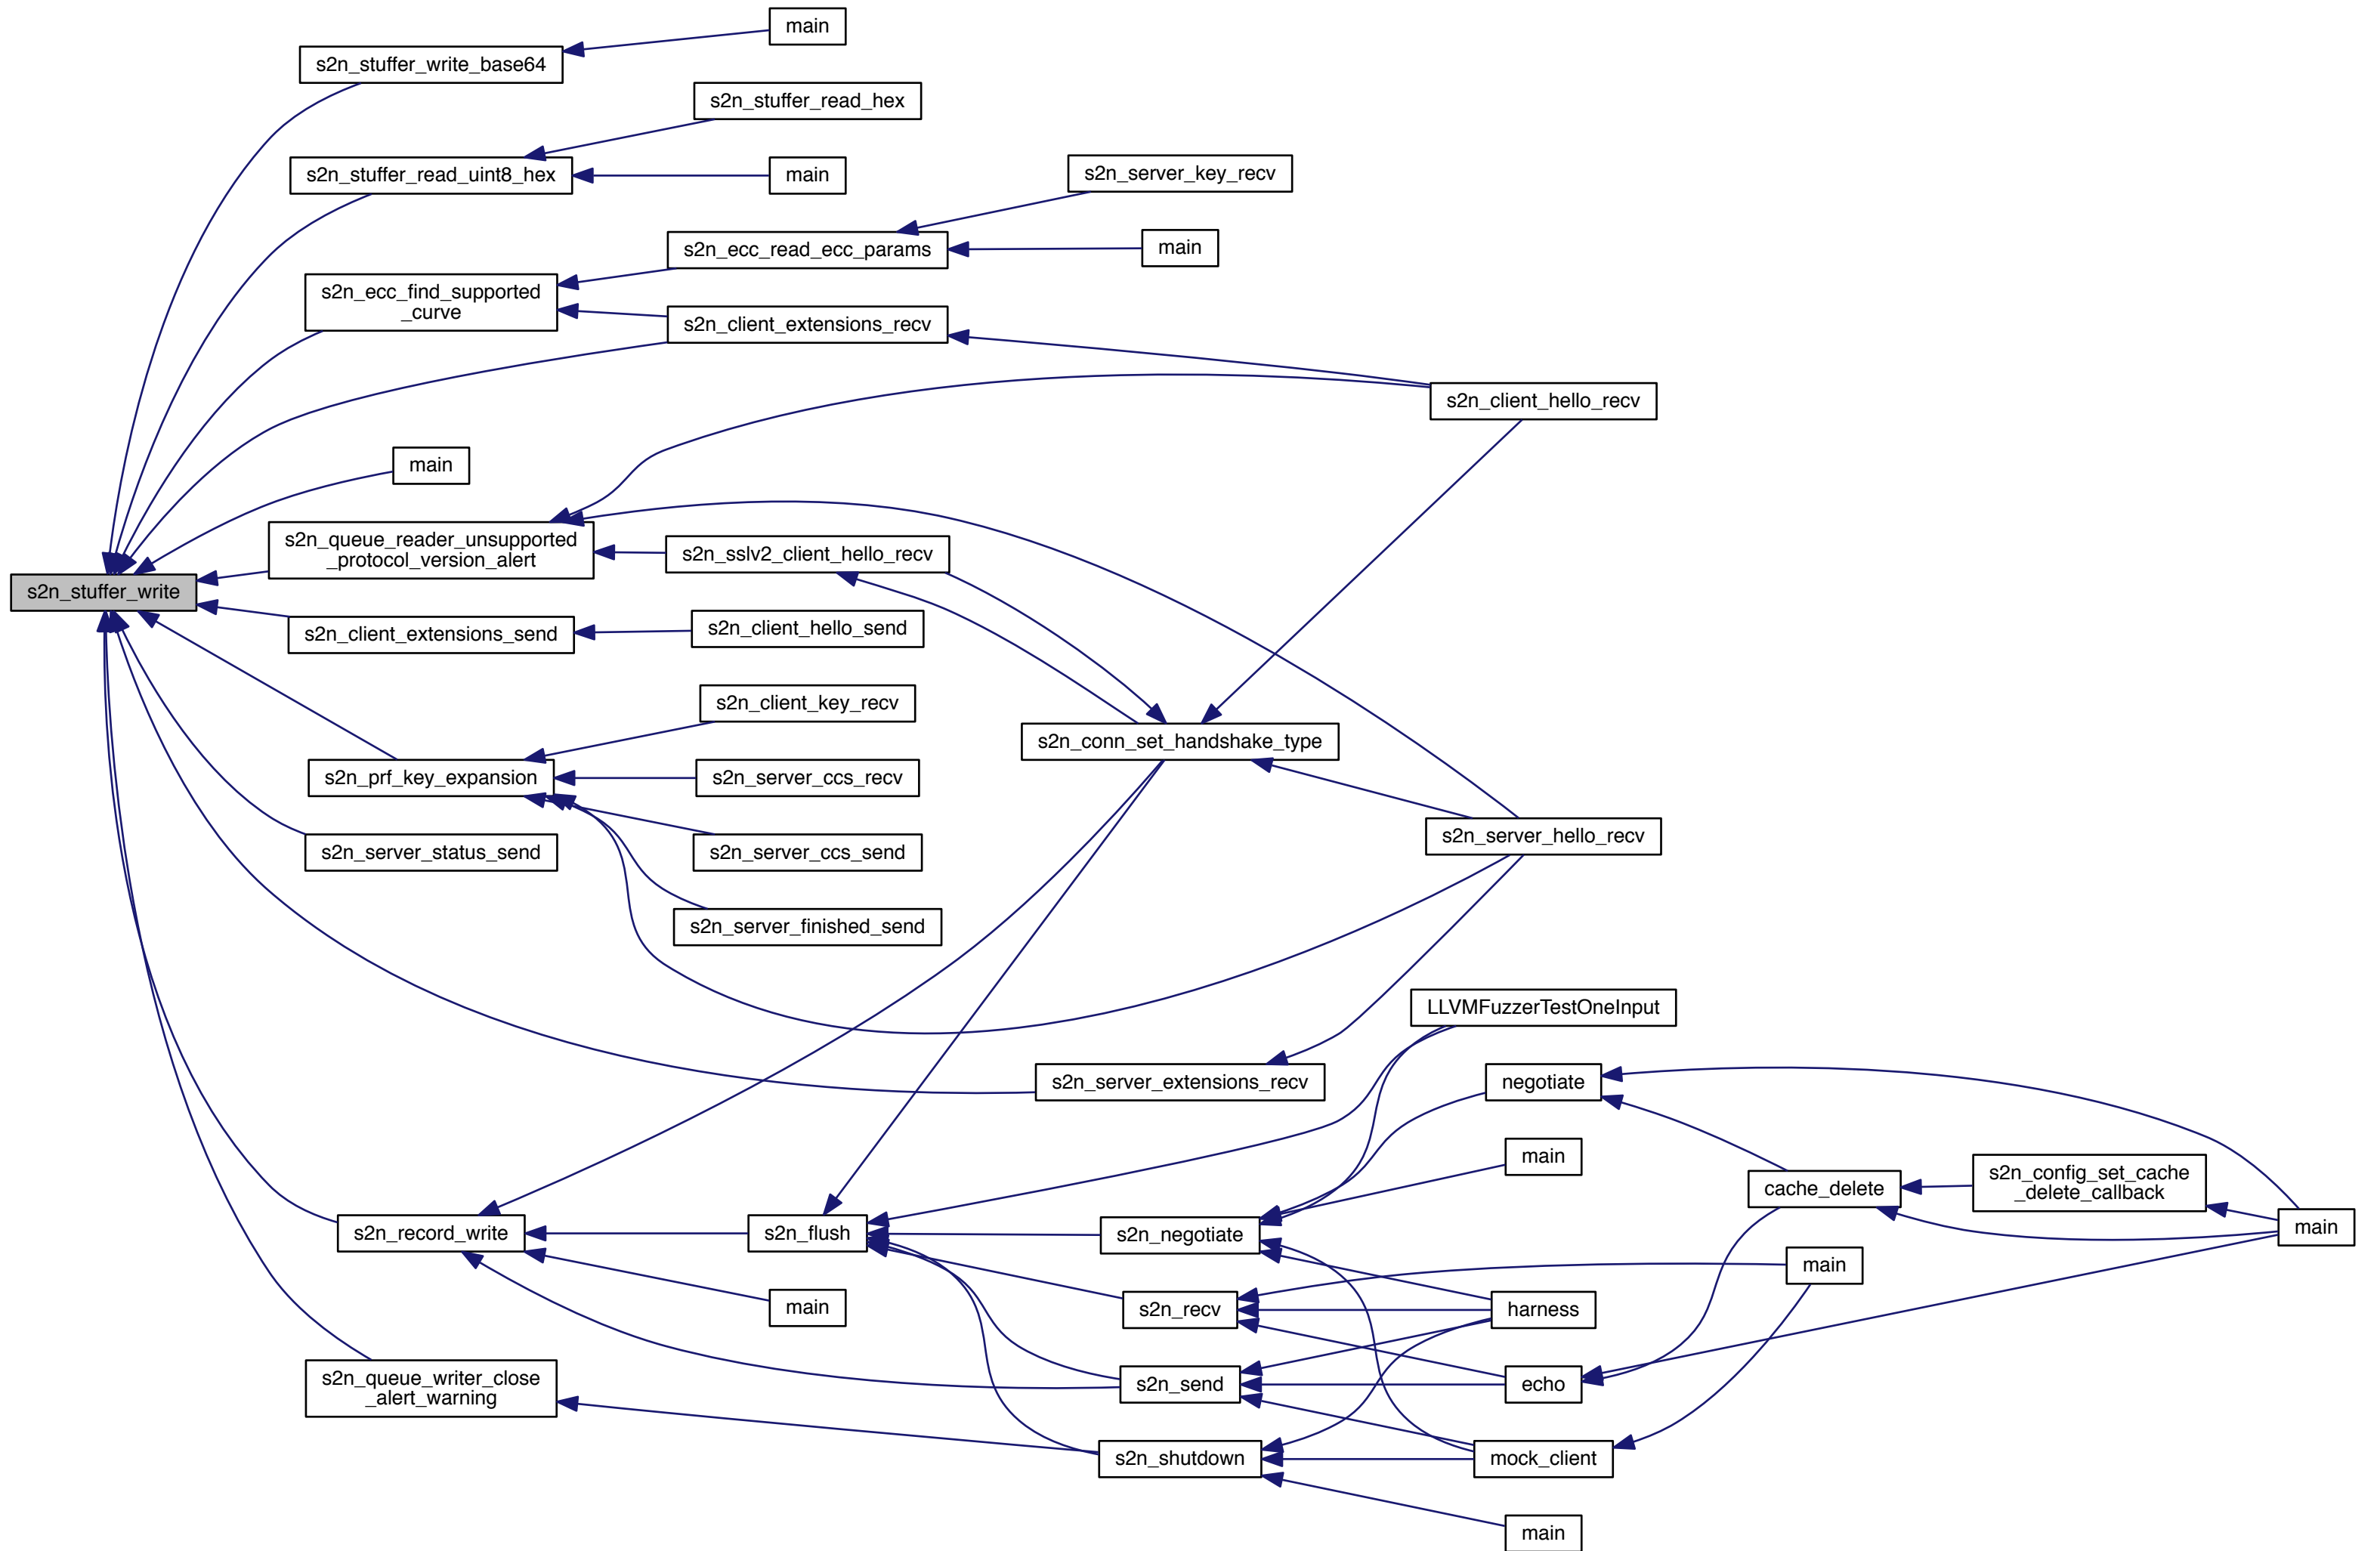 main
s2n_stuffer_write_base64
s2n_stuffer_read_hex
s2n_stuffer_read_uint8_hex
main
s2n_server_key_recv
s2n_ecc_read_ecc_params
main
s2n_ecc_find_supported
_curve
s2n_client_extensions_recv
s2n_client_hello_recv
main
s2n_queue_reader_unsupported
_protocol_version_alert
s2n_sslv2_client_hello_recv
s2n_stuffer_write
s2n_client_extensions_send
s2n_client_hello_send
s2n_client_key_recv
s2n_conn_set_handshake_type
s2n_prf_key_expansion
s2n_server_ccs_recv
s2n_server_hello_recv
s2n_server_status_send
s2n_server_ccs_send
s2n_server_finished_send
LLVMFuzzerTestOneInput
s2n_server_extensions_recv
negotiate
main
cache_delete
s2n_config_set_cache
_delete_callback
main
s2n_record_write
s2n_flush
s2n_negotiate
main
main
s2n_recv
harness
s2n_queue_writer_close
_alert_warning
s2n_send
echo
s2n_shutdown
mock_client
main